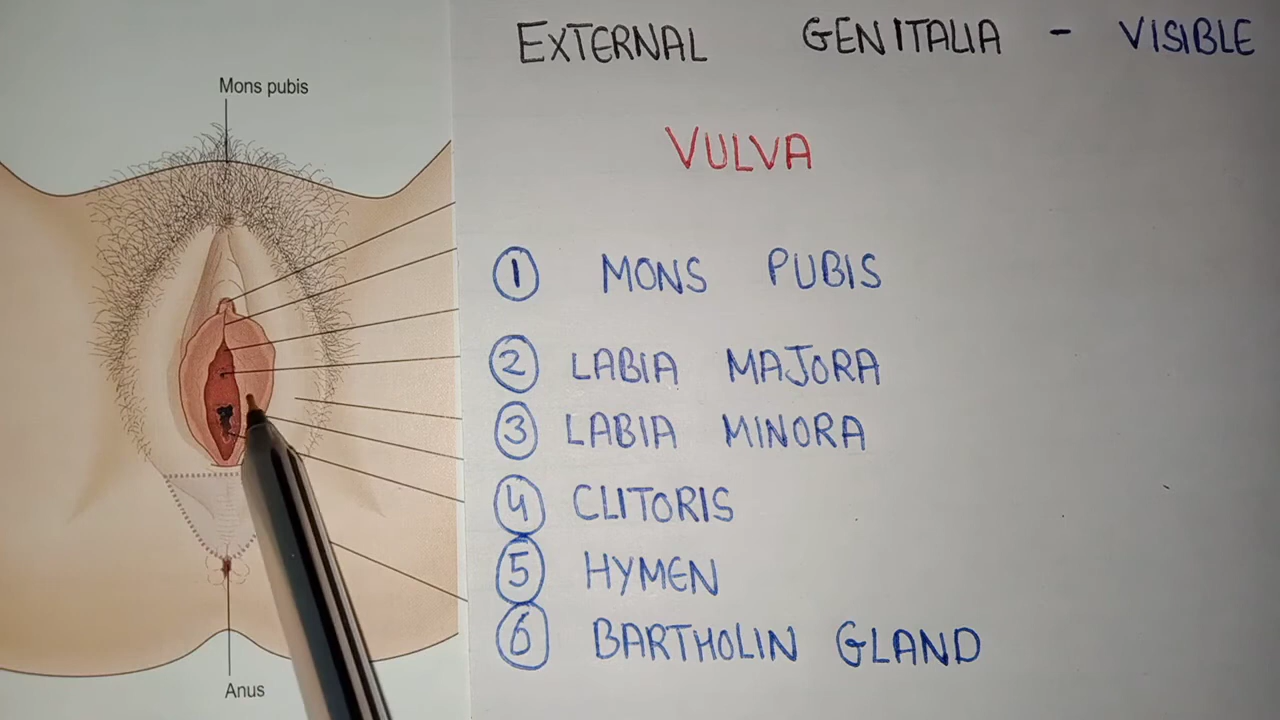 Mons pubis
EXTERNAL GENITALIA - VISIBLE
VULVA
1 MONS PUBIS
2 LABIA MAJORA
3 LABIA MINORA
4 CLITORIS
5 HYMEN
6 BARTHOLIN GLAND
Anus